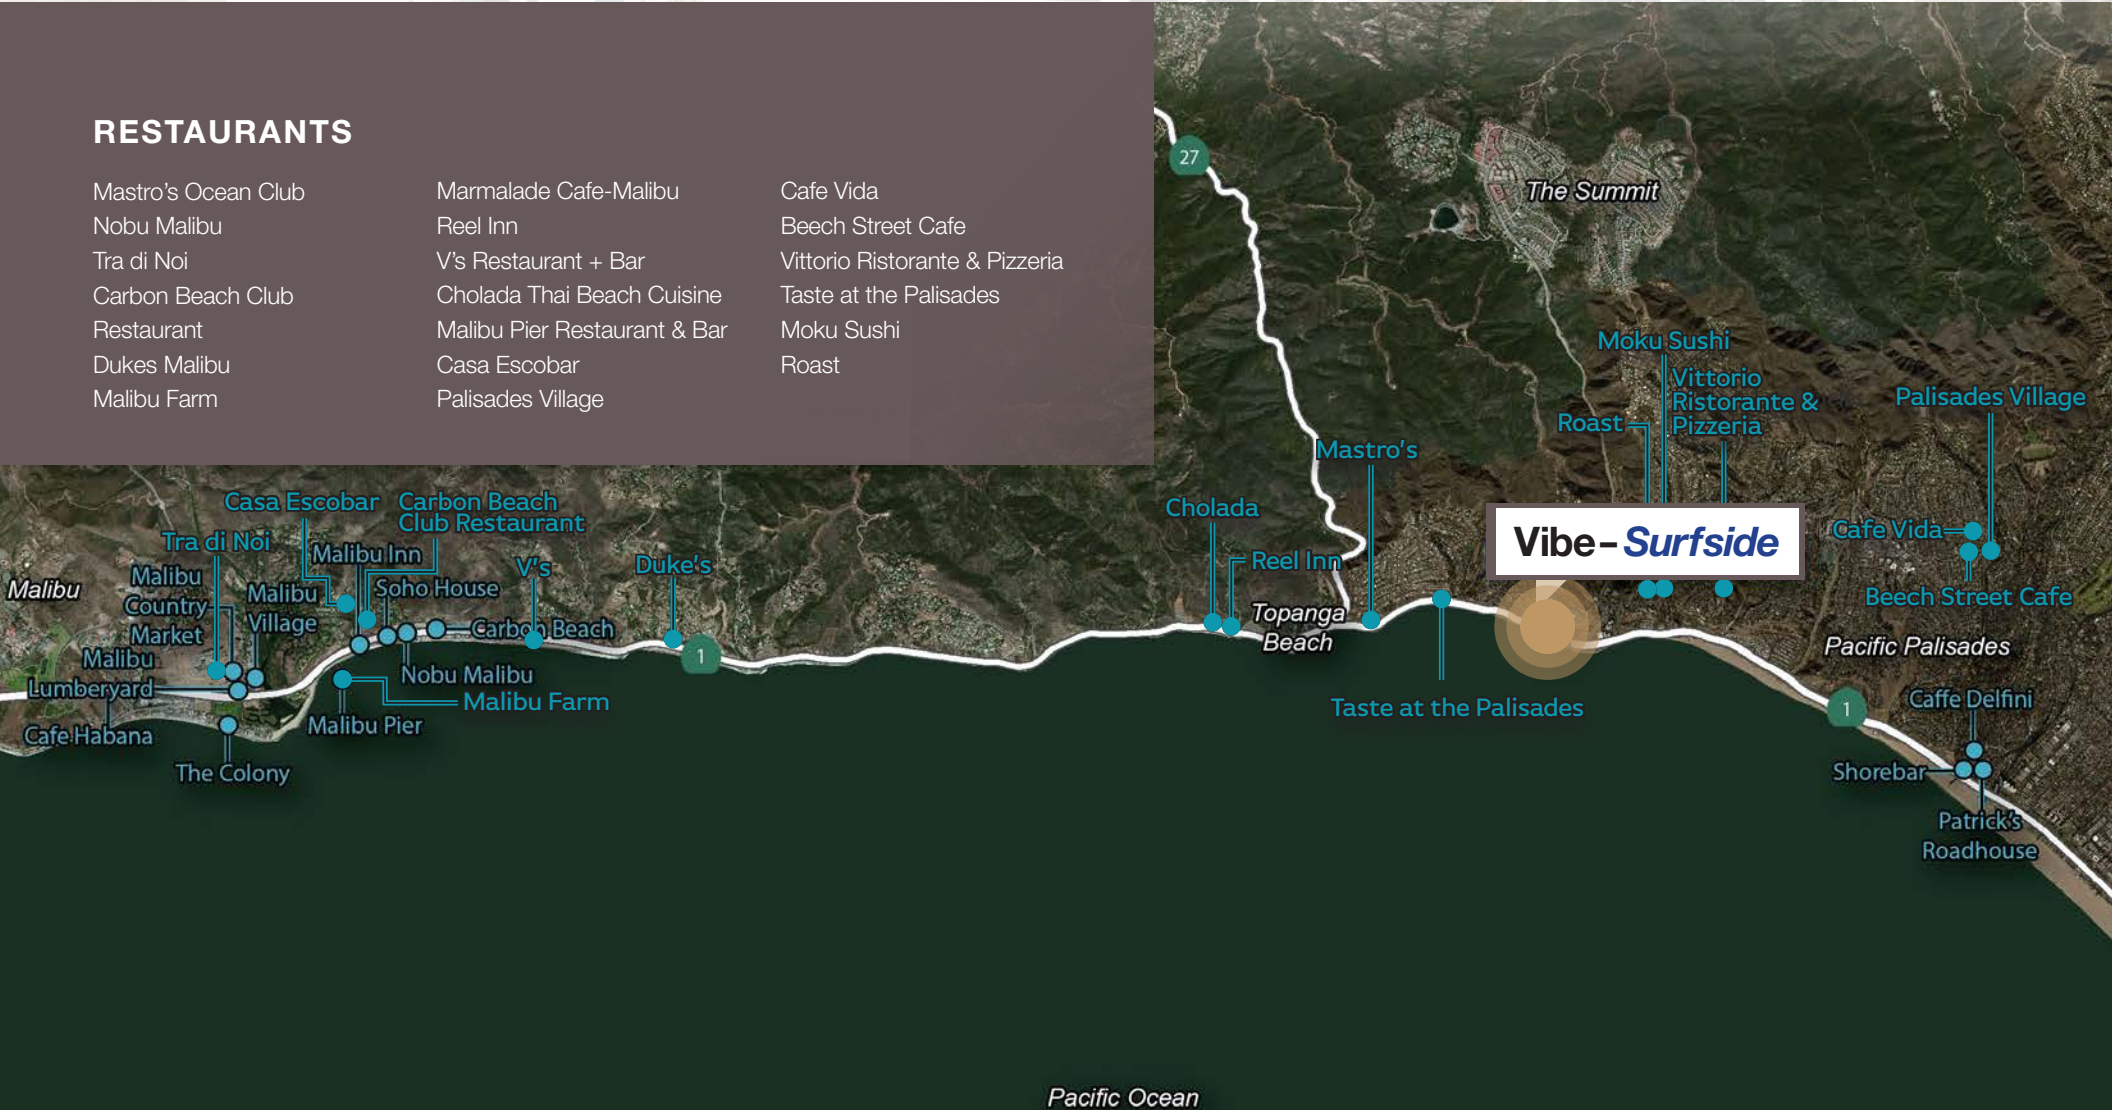 RESTAURANTS
Mastro's Ocean Club
Nobu Malibu
Tra di Noi
Carbon Beach Club
Restaurant
Dukes Malibu
Malibu Farm
Marmalade Cafe-Malibu
Reel Inn
V's Restaurant + Bar
Cholada Thai Beach Cuisine
Malibu Pier Restaurant & Bar
Casa Escobar
Palisades Village
Cafe Vida
Beech Street Cafe
Vittorio Ristorante & Pizzeria
Taste at the Palisades
Moku Sushi
Roast
27
The Summit
Moku Sushi
Vittorio
Ristorante &
Pizzeria
Roast
Palisades Village
Mastro's
Casa Escobar
Carbon Beach
Club Restaurant
Cholada
Tra di Noi
Malibu Inn
V's
Duke's
Reel Inn
Vibe-Surfside
Cafe Vida
Beech Street Cafe
Malibu
Malibu
Country
Market
Malibu
Village
Soho House
Carbon Beach
Topanga
Beach
1
Malibu
Lumberyard
Nobu Malibu
Malibu Farm
Cafe Habana
Malibu Pier
The Colony
Taste at the Palisades
Pacific Palisades
1
Caffe Delfini
Shorebar
Patrick's
Roadhouse
Pacific Ocean